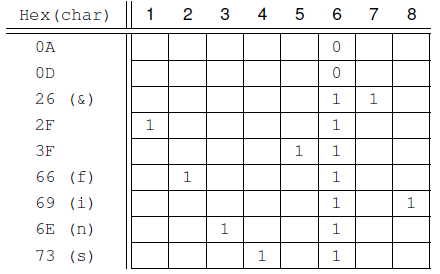 Hex(char) 1 2 3 4 5 6 7 8
0A 0
0D 0
26 (&) 1 1
2F 1 1
3F 1 1
66 (f) 1 1
69 (i) 1 1
6E (n) 1 1
73 (s) 1 1